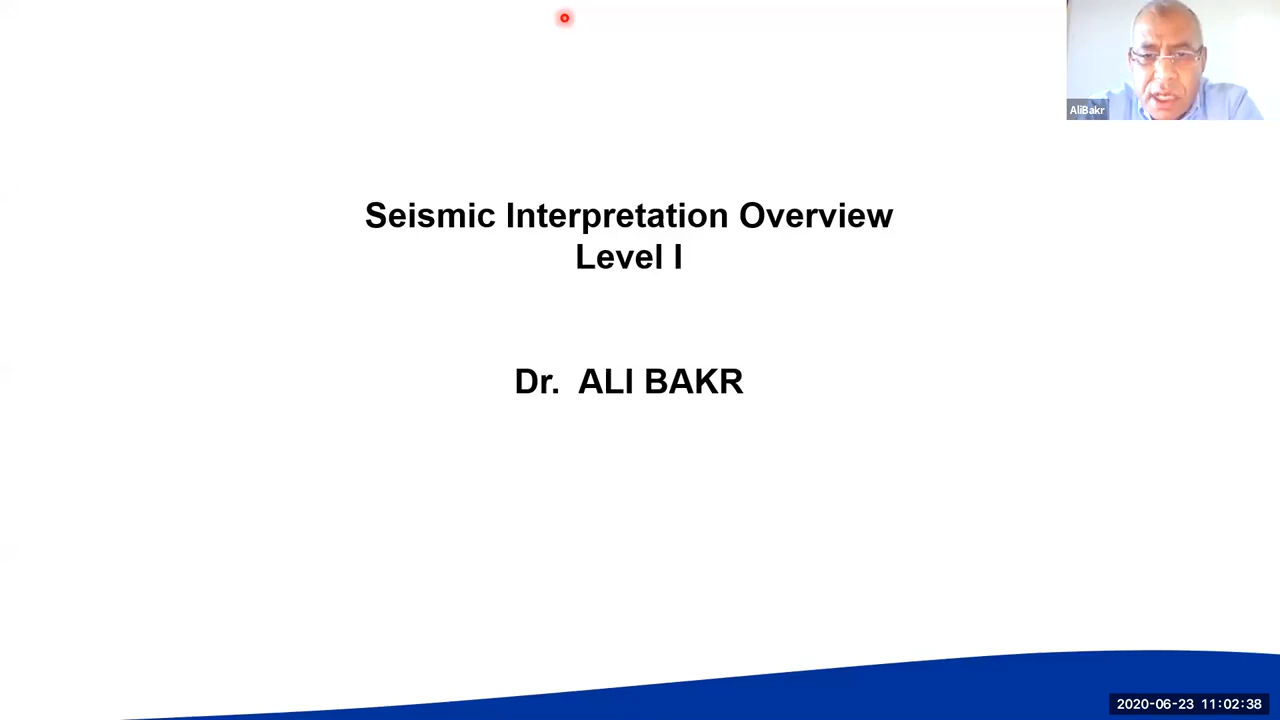 AliBakr
Seismic Interpretation Overview
Level I
Dr. ALI BAKR
2020-06-23 11:02:38